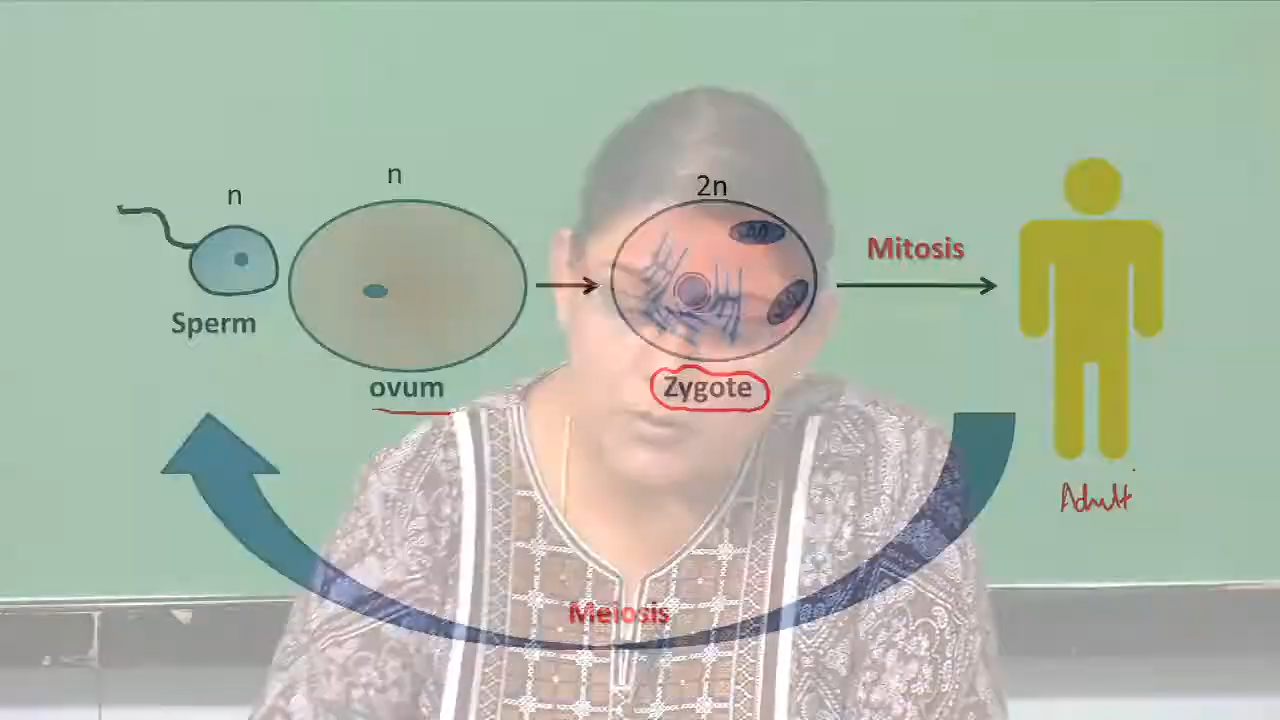 n
n
2n
Mitosis
Sperm
ovum
Zygote
Adult
Meiosis